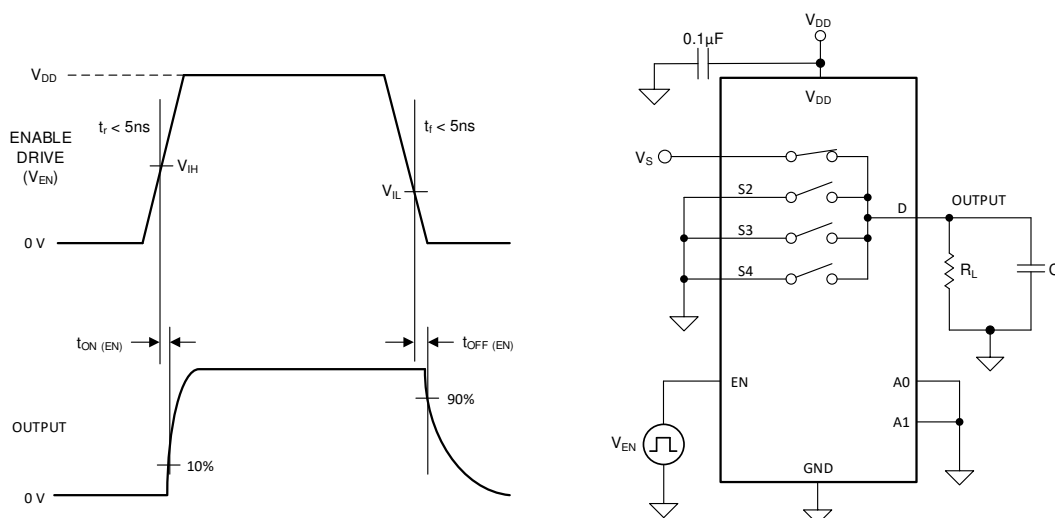 V_DD
ENABLE
DRIVE
(V_EN)
t_r < 5ns
t_f < 5ns
V_IH
V_IL
0 V
t_ON (EN)
t_OFF (EN)
OUTPUT
90%
10%
0 V
V_DD
0.1µF
V_DD
V_S
S2
S3
S4
D
OUTPUT
R_L
EN
A0
A1
V_EN
GND